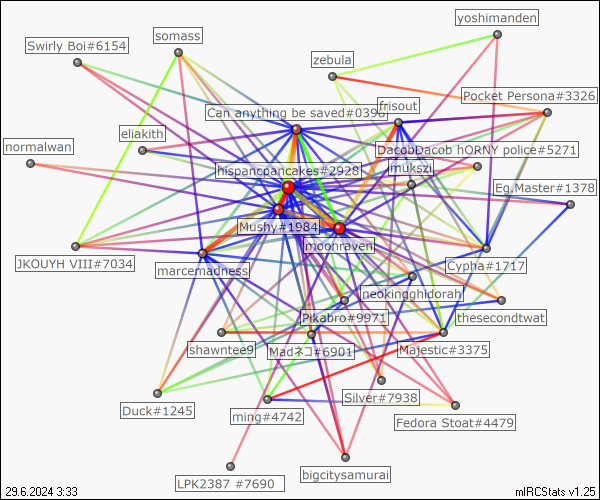 yoshimanden
somass
Swirly Boi#6154
zebula
Pocket Persona#3326
frisout
Can anything be saved#0395
eliakith
normalwan
DacobDacob hORNY police#5271
mukszi
hispancpancakes#2928
Eg.Master#1378
Mushy#1984
moonraven
JKOUYH VIII#7034
marcemadness
Cypha#1717
neokingghidorah
Pikabro#9971
thesecondtwat
shawntee9
Madネコ#6901
Majestic#3375
Silver#7938
Duck#1245
ming#4742
Fedora Stoat#4479
bigcitysamurai
LPK2387 #7690
29.6.2024 3:33
mIRCStats v1.25